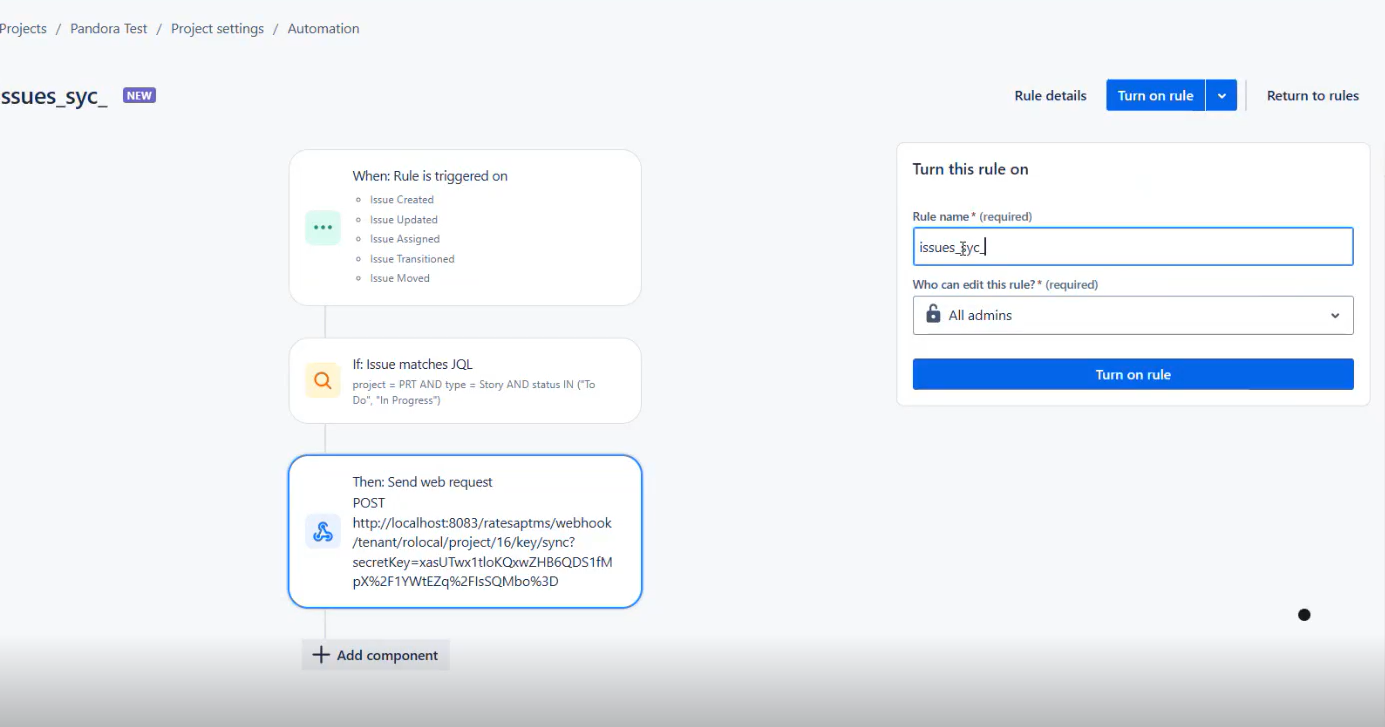 Projects / Pandora Test / Project settings / Automation
ssues_syc_ NEW
Rule details Turn on rule Return to rules
When: Rule is triggered on
Issue Created
Issue Updated
Issue Assigned
Issue Transitioned
Issue Moved
If: Issue matches JQL
project = PRT AND type = Story AND status IN ("To
Do", "In Progress")
Then: Send web request
POST
http://localhost:8083/ratesaptms/webhook
/tenant/rolocal/project/16/key/sync?
secretKey=xasUTwx1tloKQxwZHB6QDS1fM
pX%2F1YWtEZq%2FIsSQMbo%3D
Add component
Turn this rule on
Rule name* (required)
issues_syc_
Who can edit this rule?* (required)
All admins
Turn on rule